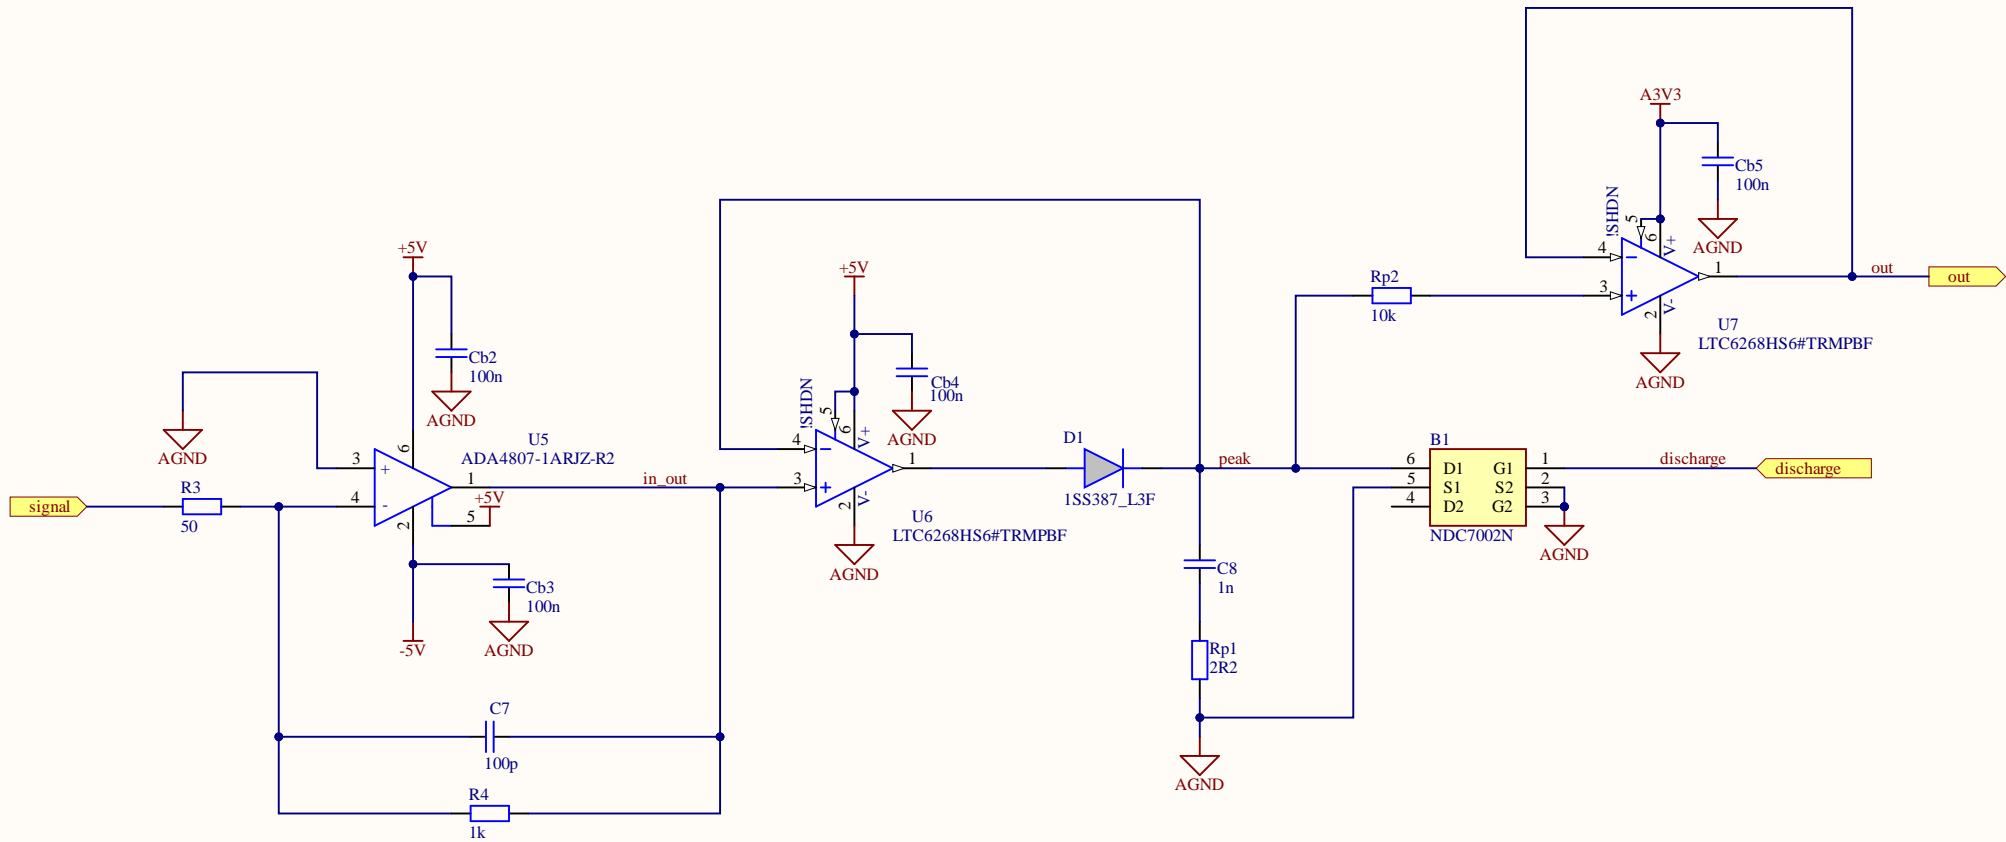 A3V3
Cb5
100n
!SHDN
5
6
V+
AGND
4
3
1
out
out
Rp2
10k
2
V-
U7
LTC6268HS6#TRMPBF
AGND
+5V
Cb2
100n
AGND
+5V
Cb4
100n
!SHDN
5
6
V+
AGND
AGND
6
U5
ADA4807-1ARJZ-R2
3
+
4
-
1
+5V
5
2
in_out
signal
R3
50
4
3
1
2
V-
U6
LTC6268HS6#TRMPBF
AGND
D1
1SS387_L3F
peak
B1
6 D1 G1 1
5 S1 S2 2
4 D2 G2 3
NDC7002N
discharge
discharge
AGND
Cb3
100n
-5V
AGND
C8
1n
Rp1
2R2
AGND
C7
100p
R4
1k